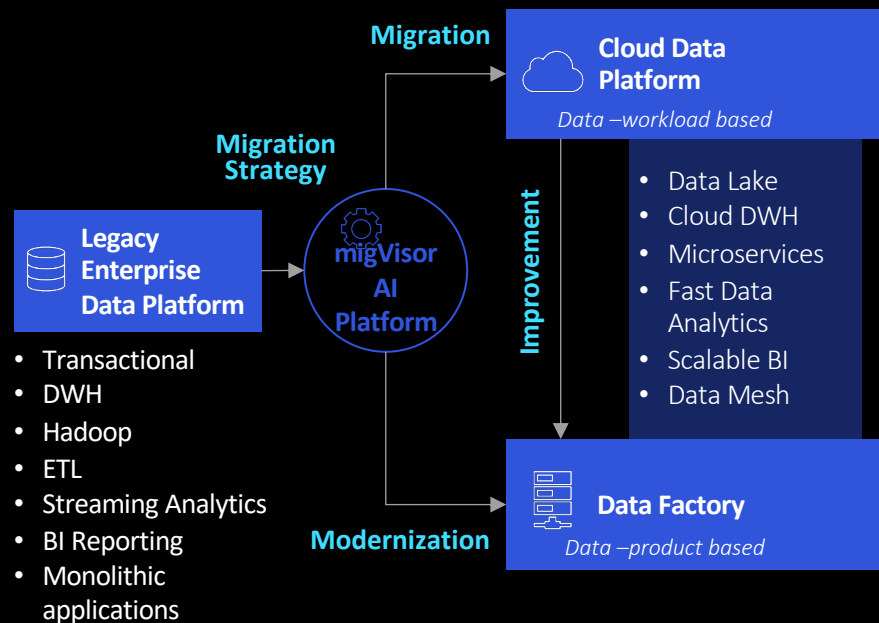 Migration
Cloud Data
Platform
Data –workload based
Migration
Strategy
Legacy
Enterprise
Data Platform
migVisor
AI
Platform
Improvement
• Data Lake
• Cloud DWH
• Microservices
• Fast Data
Analytics
• Scalable BI
• Data Mesh
• Transactional
• DWH
• Hadoop
• ETL
• Streaming Analytics
• BI Reporting
• Monolithic
applications
Modernization
Data Factory
Data –product based